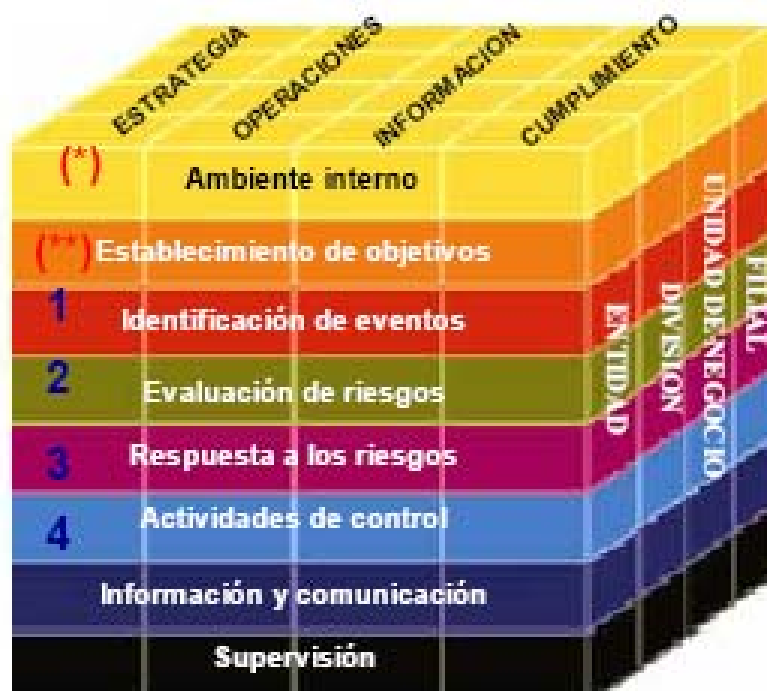 ESTRATEGIA
OPERACIONES
INFORMACION
CUMPLIMIENTO
(*) Ambiente interno
(**) Establecimiento de objetivos
1 Identificación de eventos
2 Evaluación de riesgos
3 Respuesta a los riesgos
4 Actividades de control
Información y comunicación
Supervisión
ENTIDAD
DIVISIÓN
UNIDAD DE NEGOCIO
FILIAL